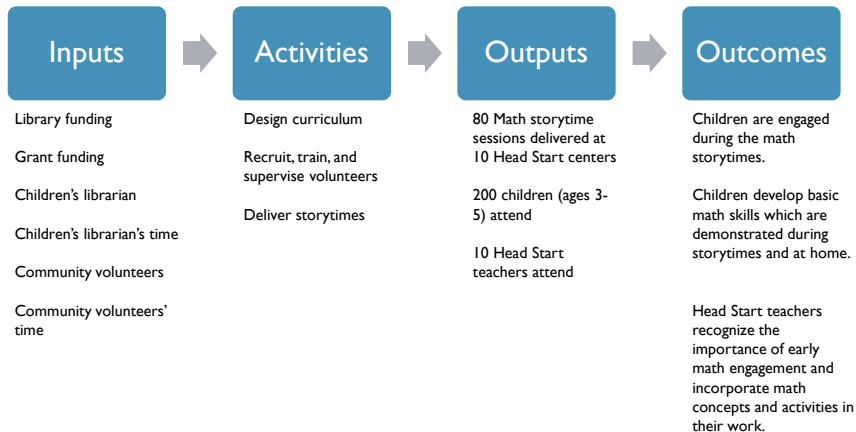 Inputs
Activities
Outputs
Outcomes
Library funding
Grant funding
Children's librarian
Children's librarian's time
Community volunteers
Community volunteers'
time
Design curriculum
Recruit, train, and
supervise volunteers
Deliver storytimes
80 Math storytime
sessions delivered at
10 Head Start centers
200 children (ages 3-
5) attend
10 Head Start
teachers attend
Children are engaged
during the math
storytimes.
Children develop basic
math skills which are
demonstrated during
storytimes and at home.
Head Start teachers
recognize the
importance of early
math engagement and
incorporate math
concepts and activities in
their work.